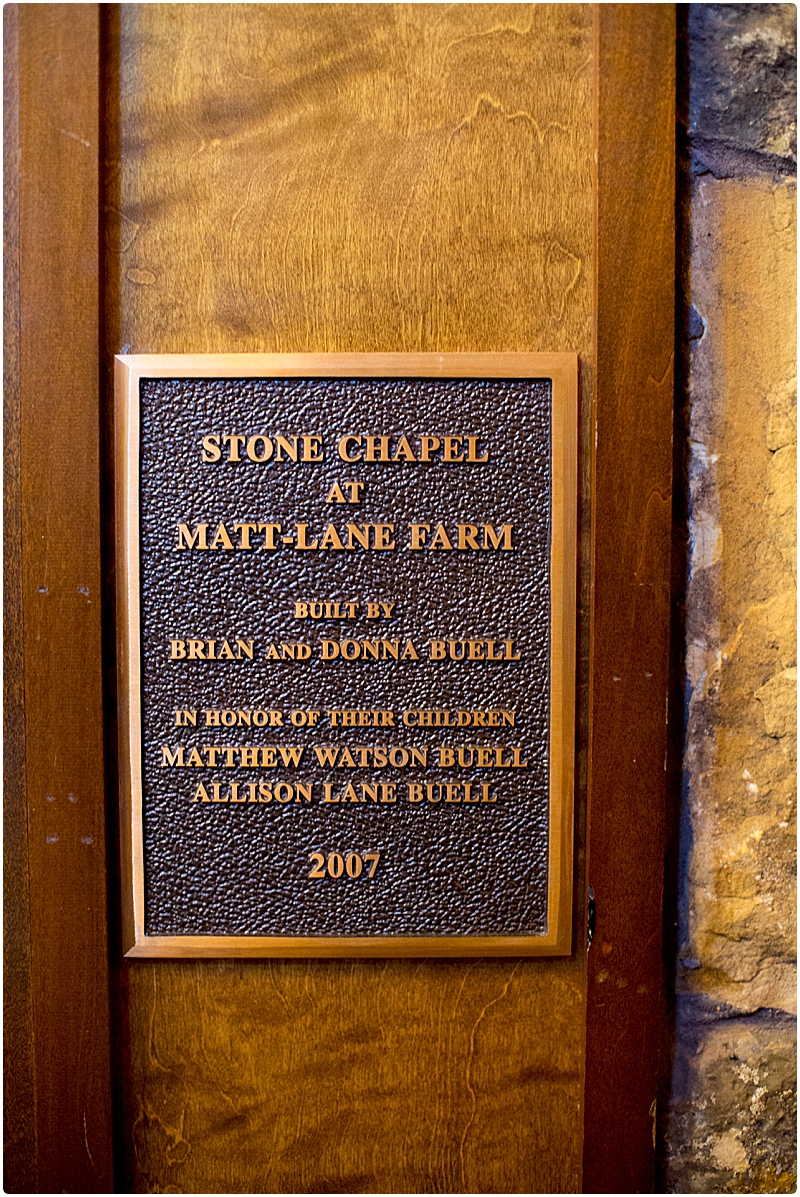 STONE CHAPEL
AT
MATT-LANE FARM
BUILT BY
BRIAN AND DONNA BUELL
IN HONOR OF THEIR CHILDREN
MATTHEW WATSON BUELL
ALLISON LANE BUELL
2007